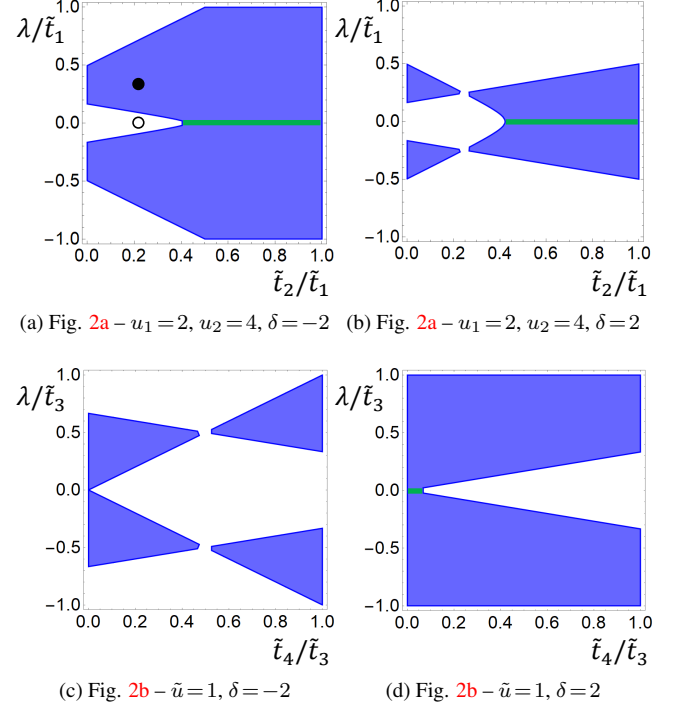 λ/t̃₁
1.0
0.5
0.0
−0.5
−1.0
0.0 0.2 0.4 0.6 0.8 1.0
t̃₂/t̃₁
(a) Fig. 2a – u₁ = 2, u₂ = 4, δ = −2
λ/t̃₁
1.0
0.5
0.0
−0.5
−1.0
0.0 0.2 0.4 0.6 0.8 1.0
t̃₂/t̃₁
(b) Fig. 2a – u₁ = 2, u₂ = 4, δ = 2
λ/t̃₃
1.0
0.5
0.0
−0.5
−1.0
0.0 0.2 0.4 0.6 0.8 1.0
t̃₄/t̃₃
(c) Fig. 2b – ũ = 1, δ = −2
λ/t̃₃
1.0
0.5
0.0
−0.5
−1.0
0.0 0.2 0.4 0.6 0.8 1.0
t̃₄/t̃₃
(d) Fig. 2b – ũ = 1, δ = 2